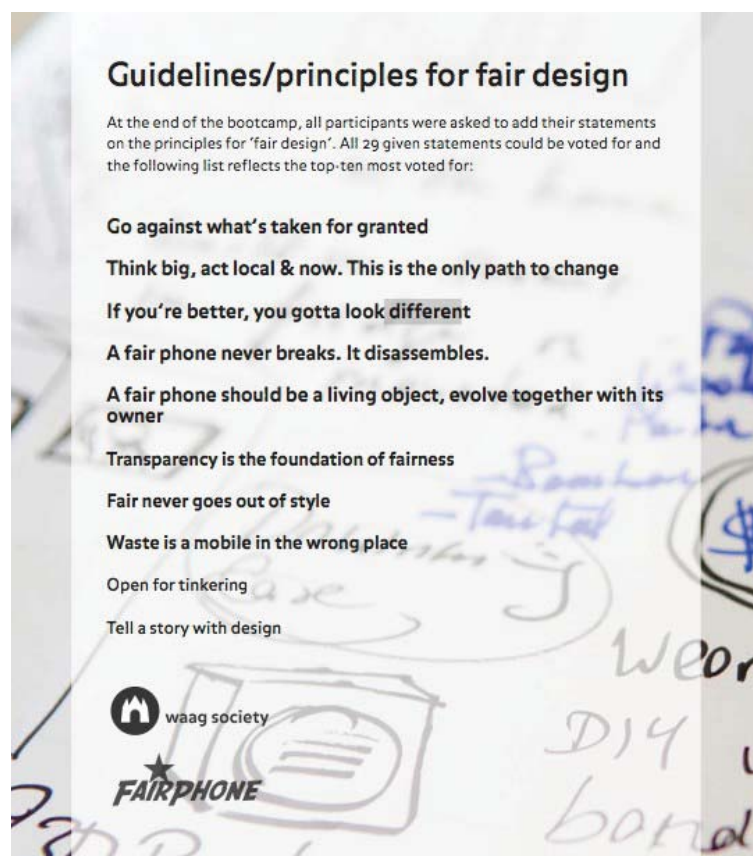 Guidelines/principles for fair design
At the end of the bootcamp, all participants were asked to add their statements
on the principles for ‘fair design’. All 29 given statements could be voted for and
the following list reflects the top-ten most voted for:
Go against what’s taken for granted
Think big, act local & now. This is the only path to change
If you’re better, you gotta look different
A fair phone never breaks. It disassembles.
A fair phone should be a living object, evolve together with its
owner
Transparency is the foundation of fairness
Fair never goes out of style
Waste is a mobile in the wrong place
Open for tinkering
Tell a story with design
waag society
FAIRPHONE
$
DIY